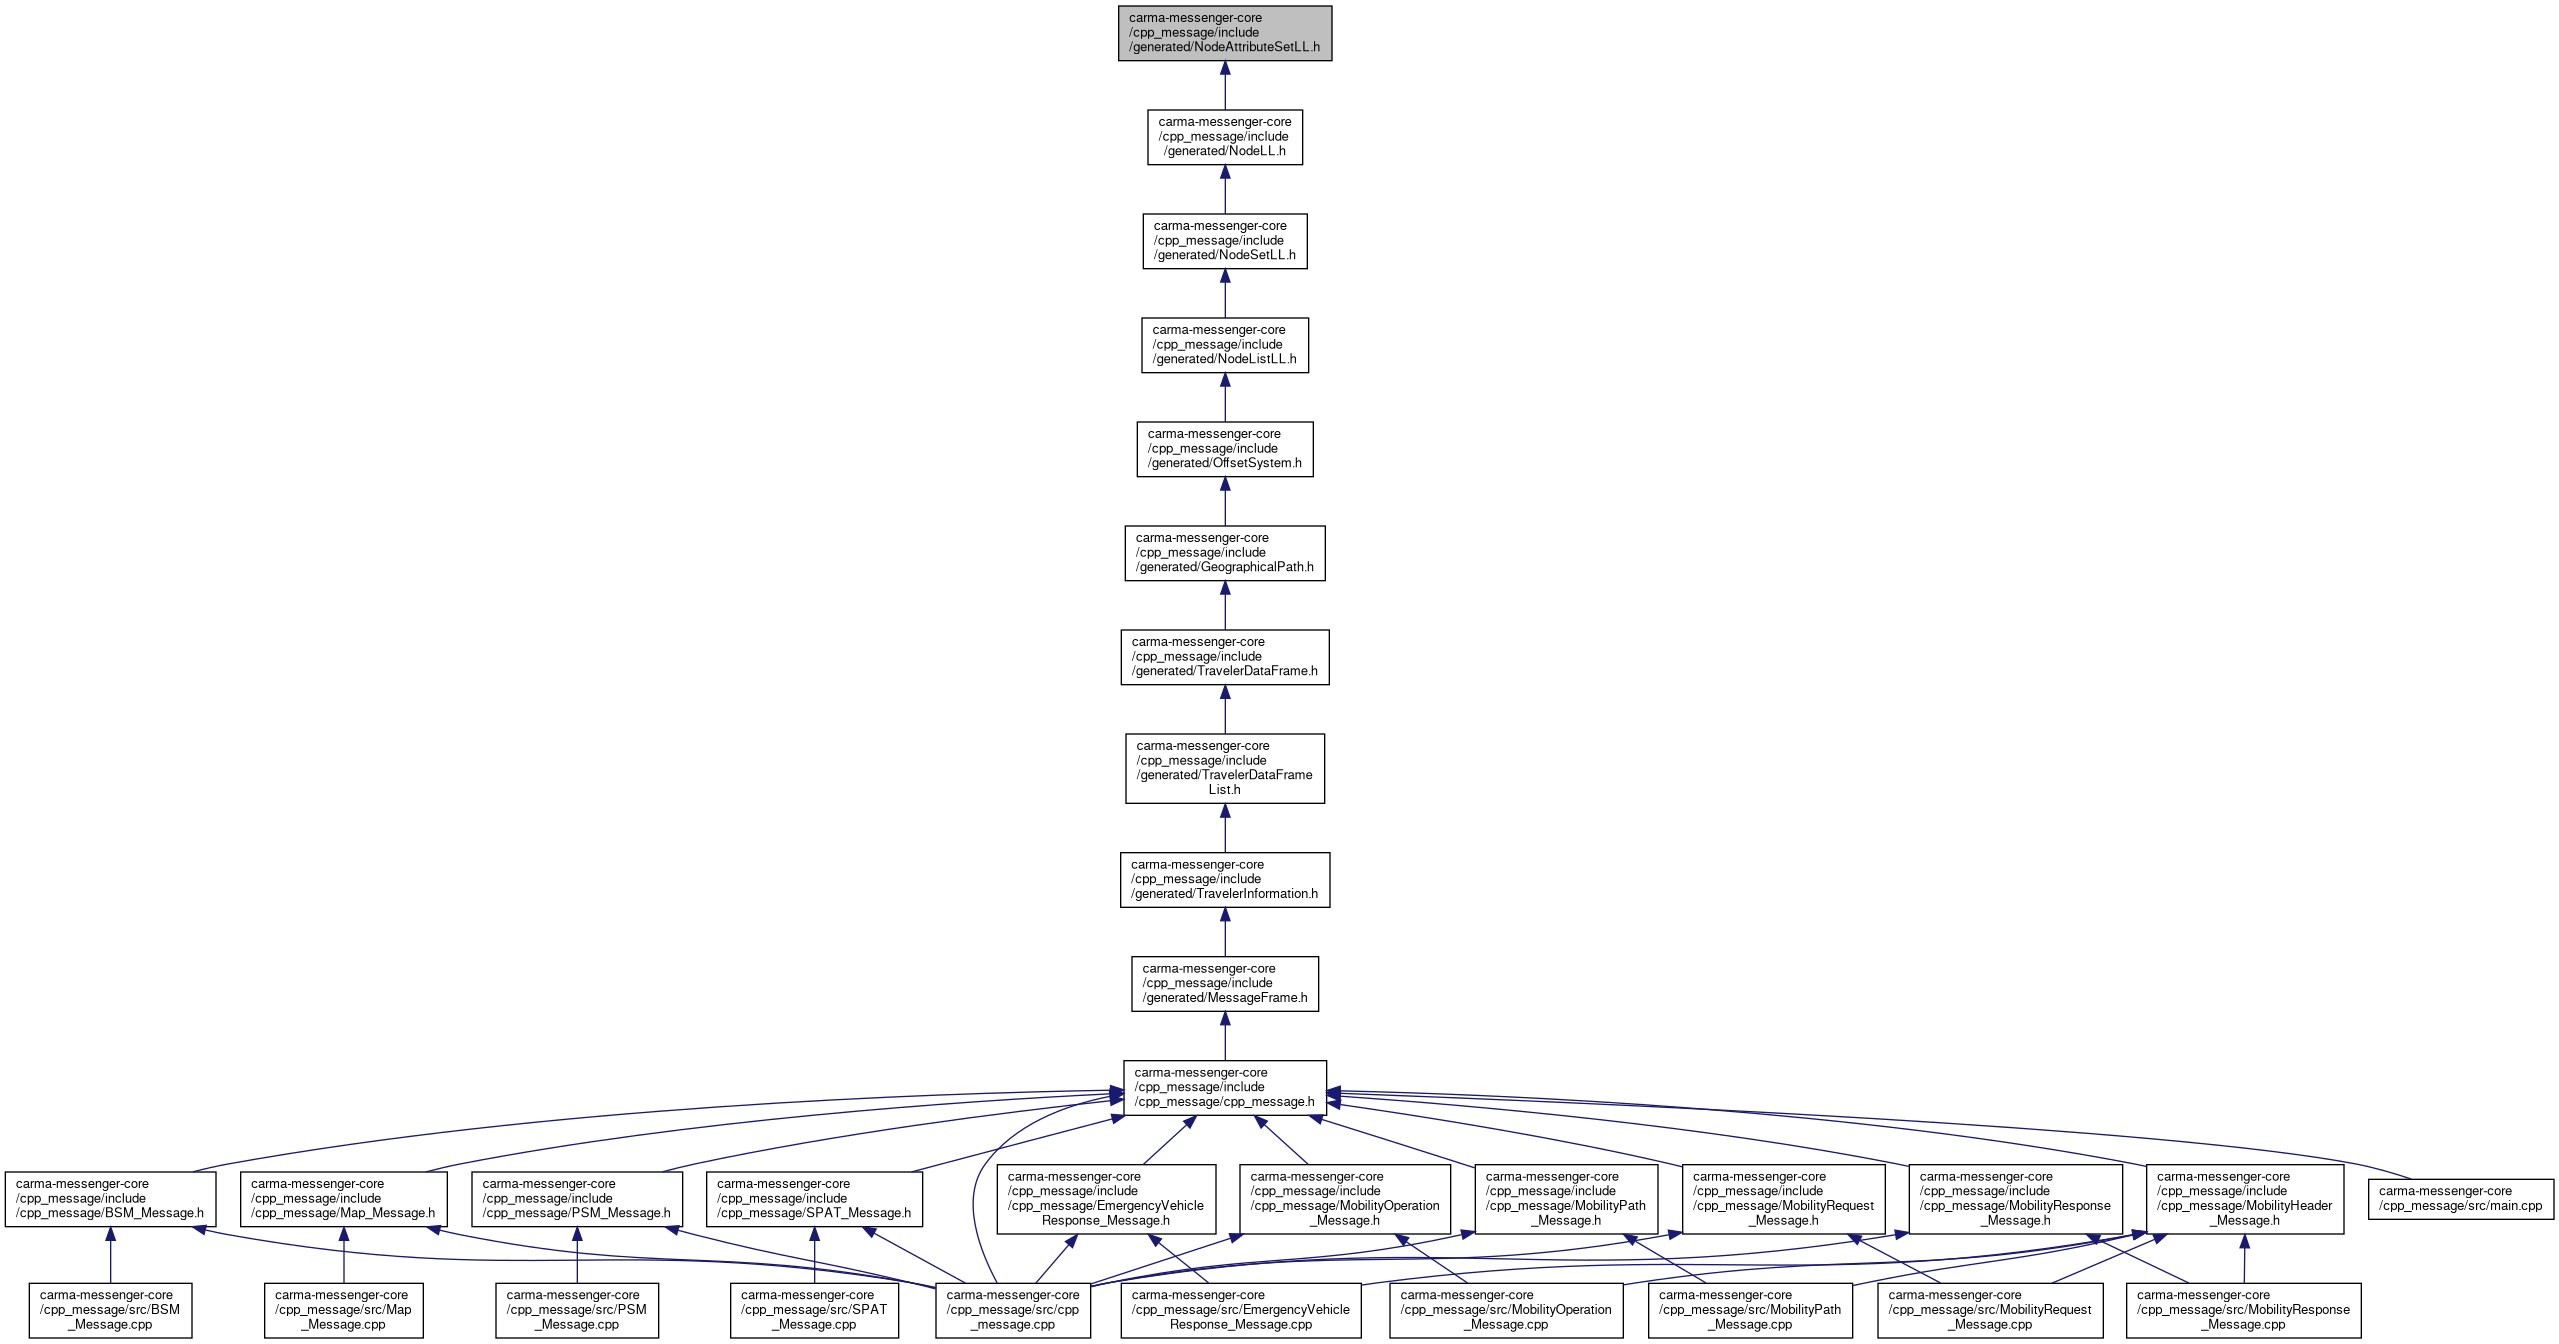 carma-messenger-core
/cpp_message/include
/generated/NodeAttributeSetLL.h
carma-messenger-core
/cpp_message/include
/generated/NodeLL.h
carma-messenger-core
/cpp_message/include
/generated/NodeSetLL.h
carma-messenger-core
/cpp_message/include
/generated/NodeListLL.h
carma-messenger-core
/cpp_message/include
/generated/OffsetSystem.h
carma-messenger-core
/cpp_message/include
/generated/GeographicalPath.h
carma-messenger-core
/cpp_message/include
/generated/TravelerDataFrame.h
carma-messenger-core
/cpp_message/include
/generated/TravelerDataFrame
List.h
carma-messenger-core
/cpp_message/include
/generated/TravelerInformation.h
carma-messenger-core
/cpp_message/include
/generated/MessageFrame.h
carma-messenger-core
/cpp_message/include
/cpp_message/cpp_message.h
carma-messenger-core
/cpp_message/include
/cpp_message/BSM_Message.h
carma-messenger-core
/cpp_message/include
/cpp_message/Map_Message.h
carma-messenger-core
/cpp_message/include
/cpp_message/PSM_Message.h
carma-messenger-core
/cpp_message/include
/cpp_message/SPAT_Message.h
carma-messenger-core
/cpp_message/include
/cpp_message/EmergencyVehicle
Response_Message.h
carma-messenger-core
/cpp_message/include
/cpp_message/MobilityOperation
_Message.h
carma-messenger-core
/cpp_message/include
/cpp_message/MobilityPath
_Message.h
carma-messenger-core
/cpp_message/include
/cpp_message/MobilityRequest
_Message.h
carma-messenger-core
/cpp_message/include
/cpp_message/MobilityResponse
_Message.h
carma-messenger-core
/cpp_message/include
/cpp_message/MobilityHeader
_Message.h
carma-messenger-core
/cpp_message/src/main.cpp
carma-messenger-core
/cpp_message/src/BSM
_Message.cpp
carma-messenger-core
/cpp_message/src/Map
_Message.cpp
carma-messenger-core
/cpp_message/src/PSM
_Message.cpp
carma-messenger-core
/cpp_message/src/SPAT
_Message.cpp
carma-messenger-core
/cpp_message/src/cpp
_message.cpp
carma-messenger-core
/cpp_message/src/EmergencyVehicle
Response_Message.cpp
carma-messenger-core
/cpp_message/src/MobilityOperation
_Message.cpp
carma-messenger-core
/cpp_message/src/MobilityPath
_Message.cpp
carma-messenger-core
/cpp_message/src/MobilityRequest
_Message.cpp
carma-messenger-core
/cpp_message/src/MobilityResponse
_Message.cpp